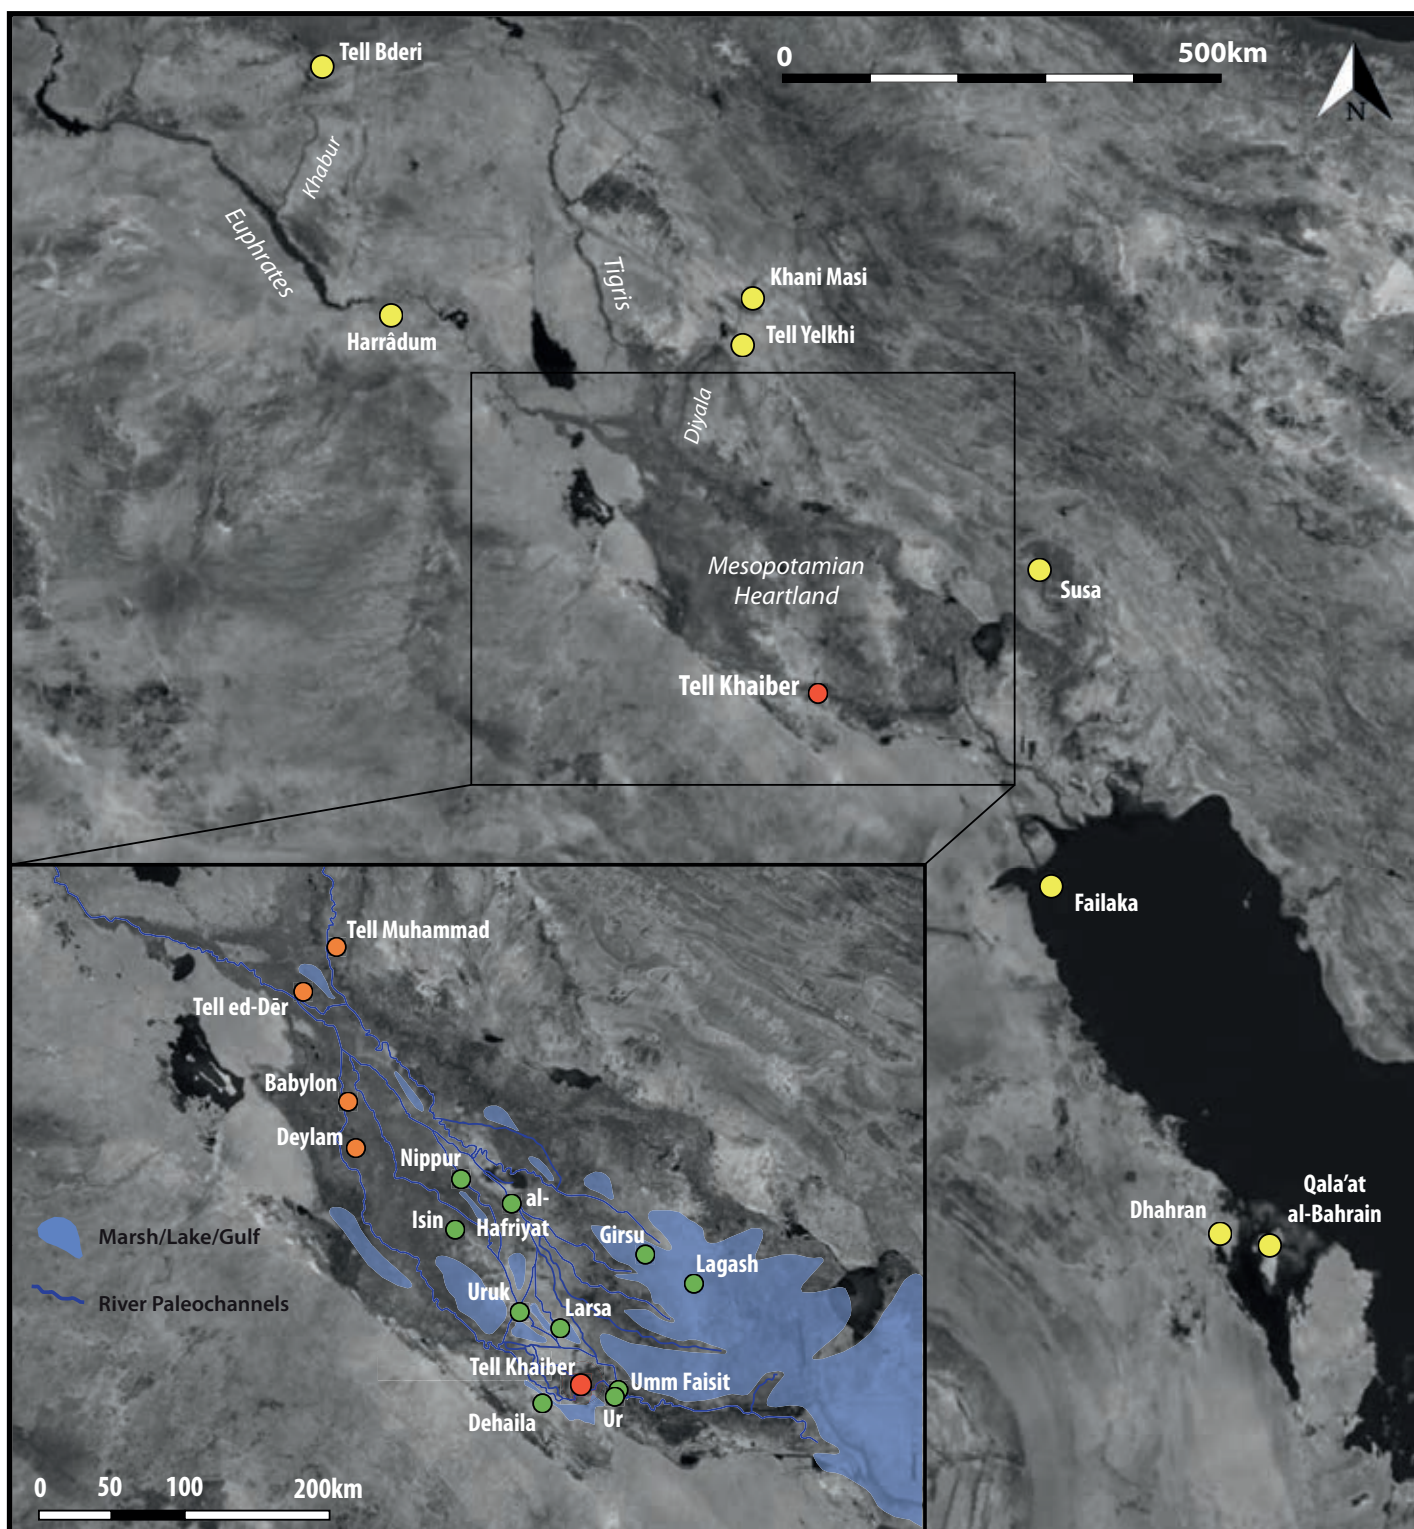 Tell Bderi
0
500km
N
Khabur
Euphrates
Tigris
Khani Masi
Harrâdum
Tell Yelkhi
Diyala
Mesopotamian
Heartland
Susa
Tell Khaiber
Failaka
Tell Muhammad
Tell ed-Dēr
Babylon
Deylam
Nippur
al-
Hafriyat
Isin
Girsu
Lagash
Marsh/Lake/Gulf
River Paleochannels
Uruk
Larsa
Tell Khaiber
Umm Faisit
Dehaila
Ur
Dhahran
Qala’at
al-Bahrain
0
50
100
200km